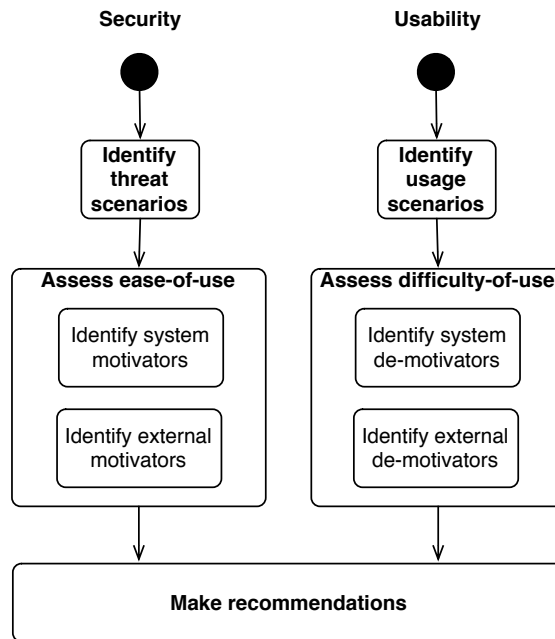 Security
Usability
Identify
threat
scenarios
Identify
usage
scenarios
Assess ease-of-use
Assess difficulty-of-use
Identify system
motivators
Identify system
de-motivators
Identify external
motivators
Identify external
de-motivators
Make recommendations